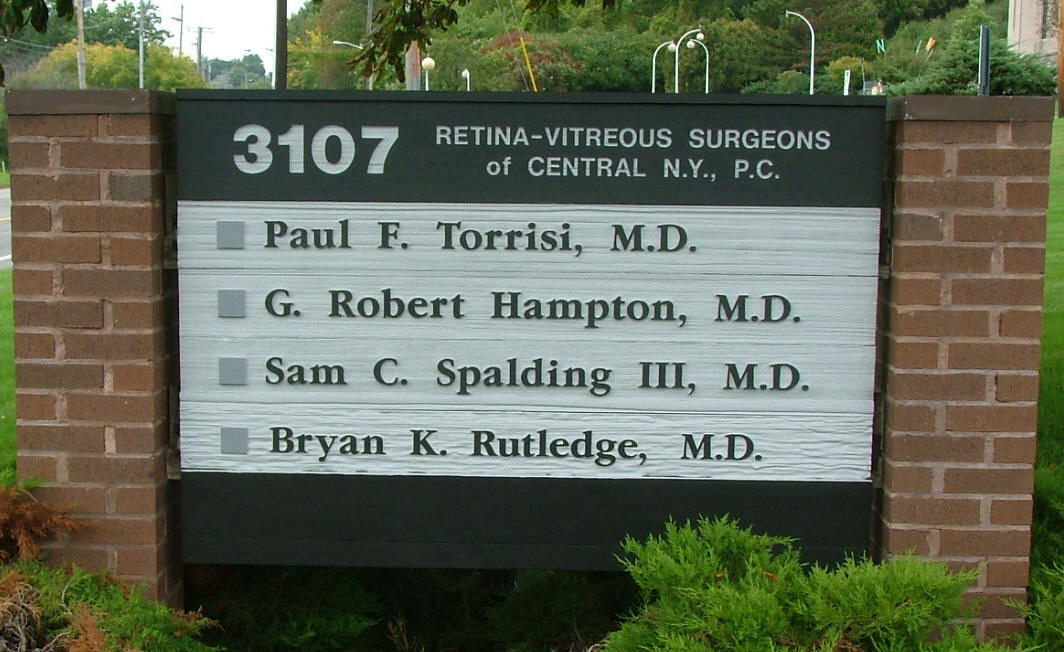 3107
RETINA-VITREOUS SURGEONS
of CENTRAL N.Y., P.C.
Paul F. Torrisi, M.D.
G. Robert Hampton, M.D.
Sam C. Spalding III, M.D.
Bryan K. Rutledge, M.D.